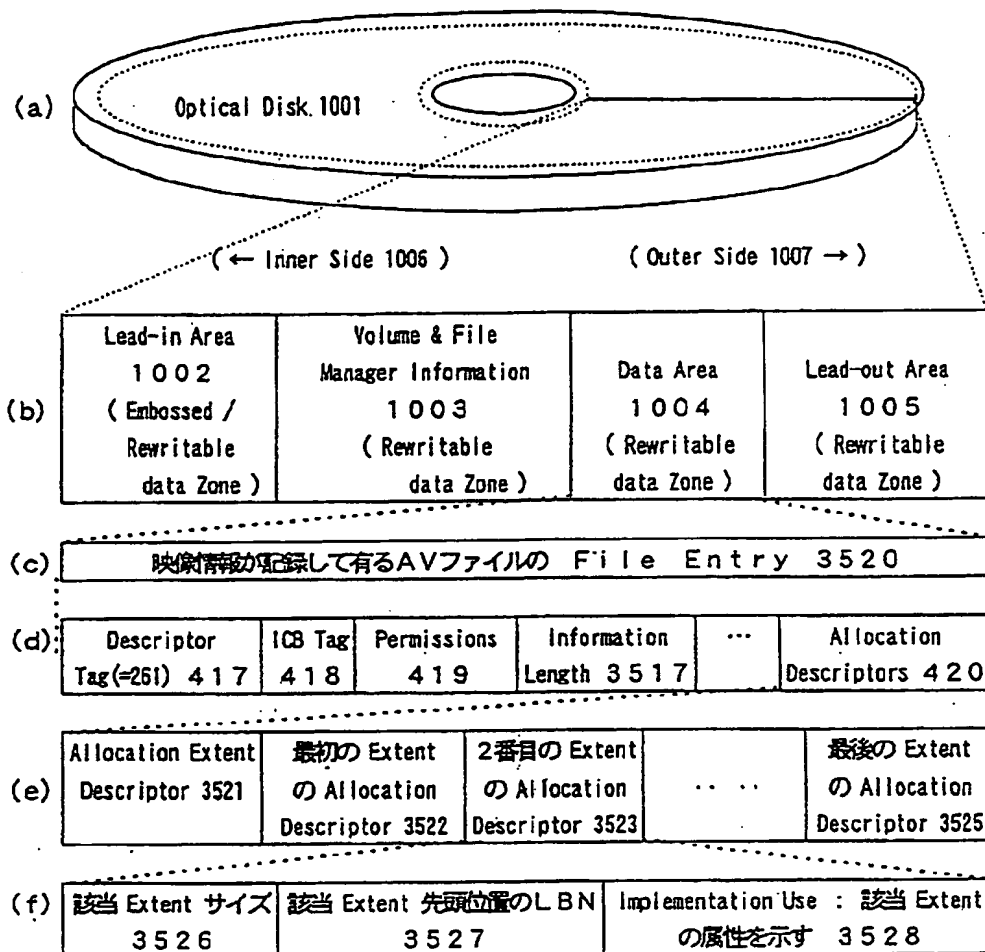 (a)
Optical Disk 1001
( ← Inner Side 1006 )
( Outer Side 1007 → )
(b)
Lead-in Area
1002
( Embossed /
Rewritable
data Zone )
Volume & File
Manager Information
1003
( Rewritable
data Zone )
Data Area
1004
( Rewritable
data Zone )
Lead-out Area
1005
( Rewritable
data Zone )
(c)
映像情報が記録して有るAVファイルの File Entry 3520
(d)
Descriptor
Tag(=261) 417
ICB Tag
418
Permissions
419
Information
Length 3517
...
Allocation
Descriptors 420
(e)
Allocation Extent
Descriptor 3521
最初の Extent
の Allocation
Descriptor 3522
2番目の Extent
の Allocation
Descriptor 3523
.. ..
最後の Extent
の Allocation
Descriptor 3525
(f)
該当 Extent サイズ
3526
該当 Extent 先頭位置のLBN
3527
Implementation Use : 該当 Extent
の属性を示す 3528